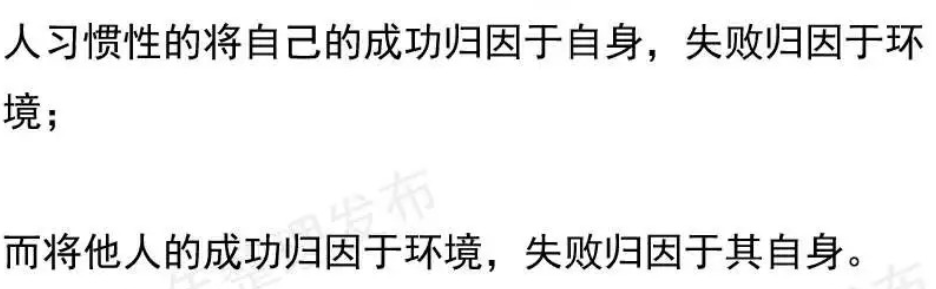 人习惯性的将自己的成功归因于自身，失败归因于环
境；
而将他人的成功归因于环境，失败归因于其自身。